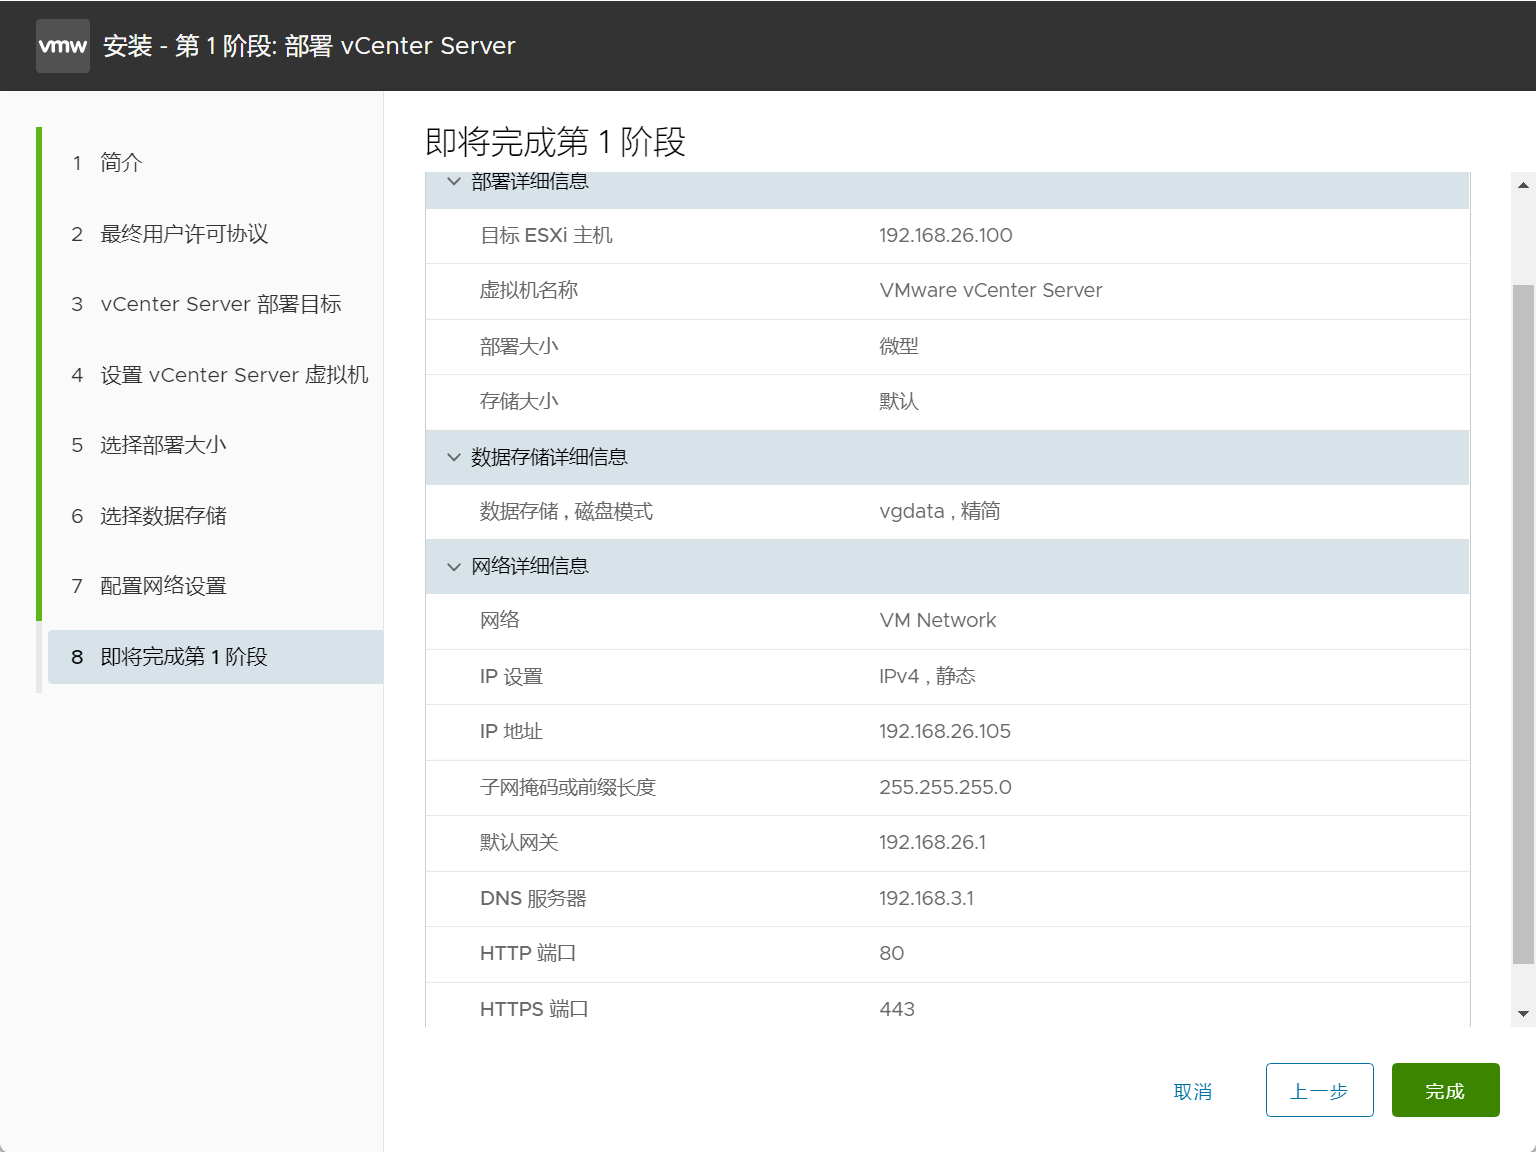 vmw 安装 - 第 1 阶段: 部署 vCenter Server
1 简介
2 最终用户许可协议
3 vCenter Server 部署目标
4 设置 vCenter Server 虚拟机
5 选择部署大小
6 选择数据存储
7 配置网络设置
8 即将完成第 1 阶段
即将完成第 1 阶段
部署详细信息
目标 ESXi 主机 192.168.26.100
虚拟机名称 VMware vCenter Server
部署大小 微型
存储大小 默认
数据存储详细信息
数据存储 , 磁盘模式 vgdata , 精简
网络详细信息
网络 VM Network
IP 设置 IPv4 , 静态
IP 地址 192.168.26.105
子网掩码或前缀长度 255.255.255.0
默认网关 192.168.26.1
DNS 服务器 192.168.3.1
HTTP 端口 80
HTTPS 端口 443
取消 上一步 完成